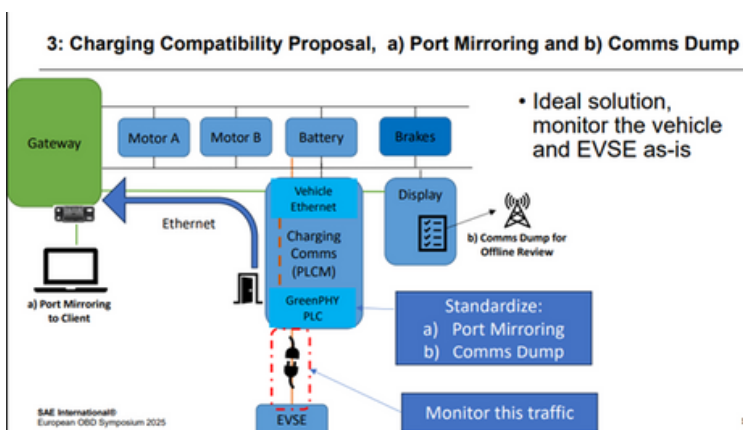 3: Charging Compatibility Proposal, a) Port Mirroring and b) Comms Dump
Gateway
Motor A
Motor B
Battery
Brakes
• Ideal solution,
monitor the vehicle
and EVSE as-is
Vehicle
Ethernet
Display
Ethernet
Charging
Comms
(PLCM)
b) Comms Dump for
Offline Review
a) Port Mirroring
to Client
GreenPHY
PLC
Standardize:
a) Port Mirroring
b) Comms Dump
Monitor this traffic
EVSE
SAE International®
European OBD Symposium 2025